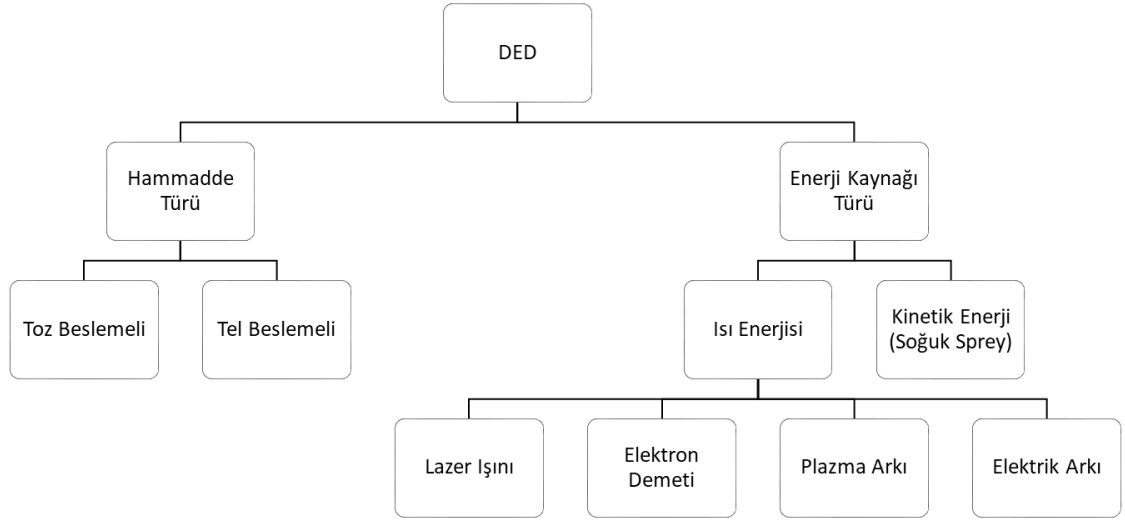 DED
Hammadde
Türü
Enerji Kaynağı
Türü
Toz Beslemeli
Tel Beslemeli
Isı Enerjisi
Kinetik Enerji
(Soğuk Sprey)
Lazer Işını
Elektron
Demeti
Plazma Arkı
Elektrik Arkı